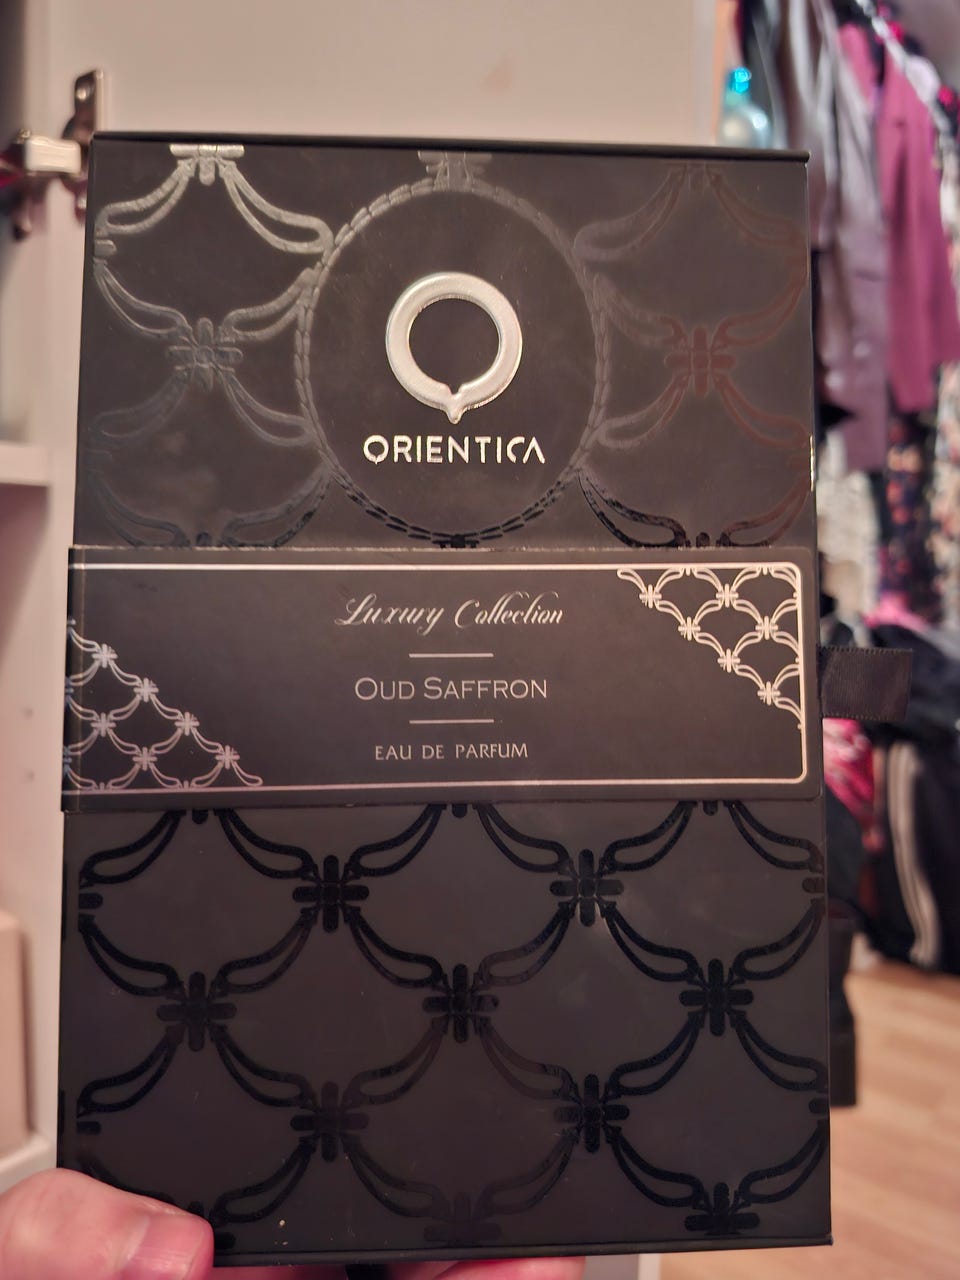 ORIENTICA
Luxury Collection
OUD SAFFRON
EAU DE PARFUM